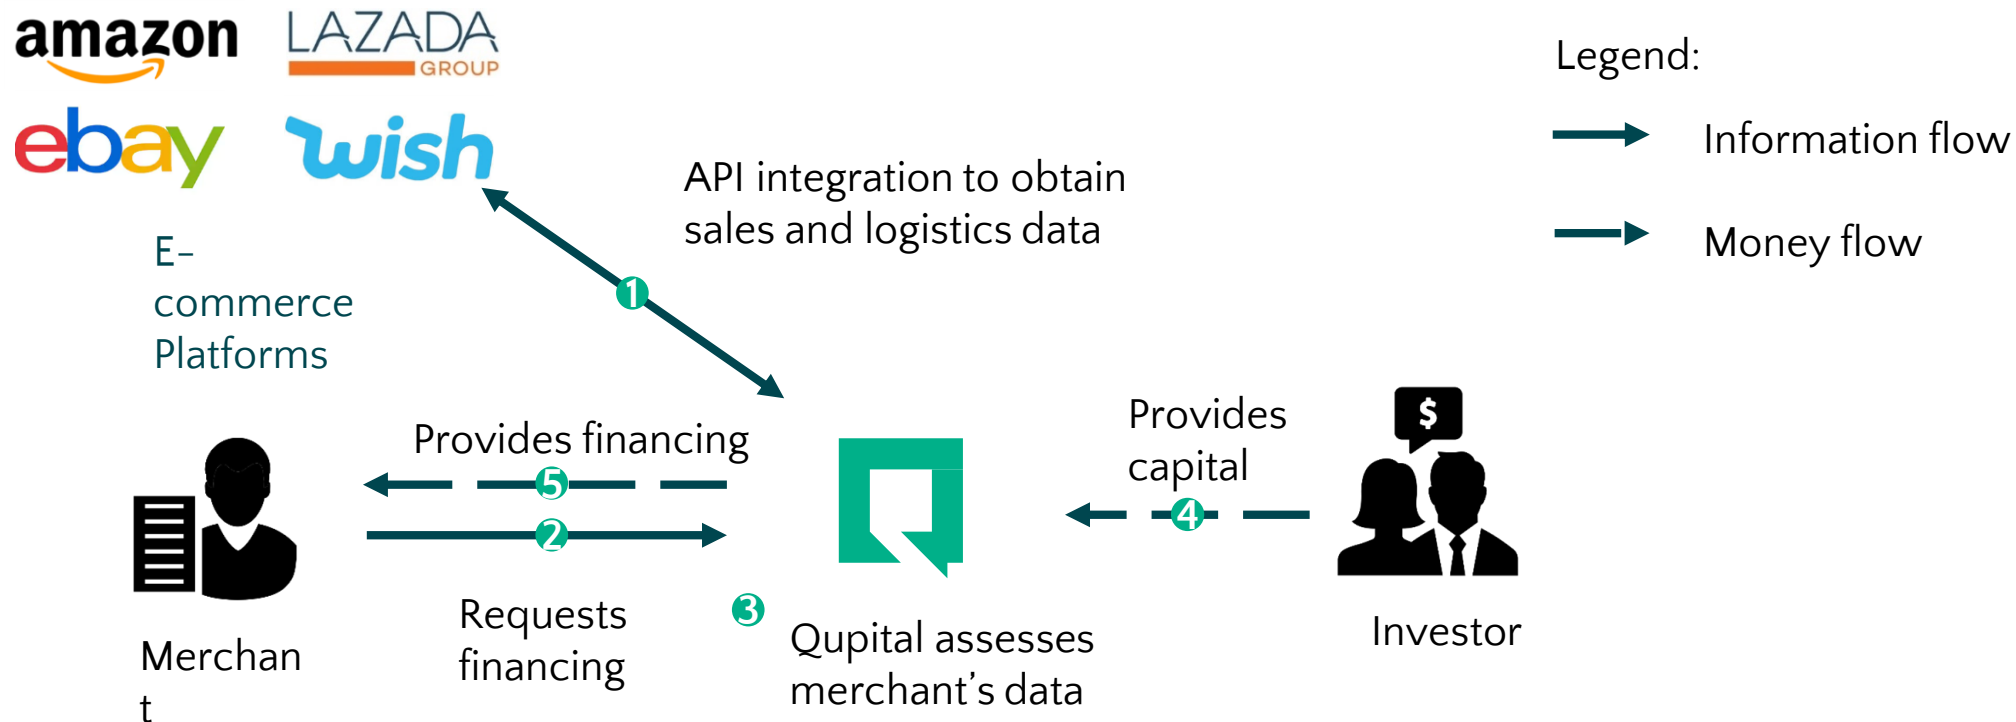 amazon
LAZADA
GROUP
ebay
wish
E-
commerce
Platforms
API integration to obtain
sales and logistics data
1
Legend:
Information flow
Money flow
Provides financing
5
2
Requests
financing
Merchan
t
3
Qupital assesses
merchant’s data
Provides
capital
4
$
Investor